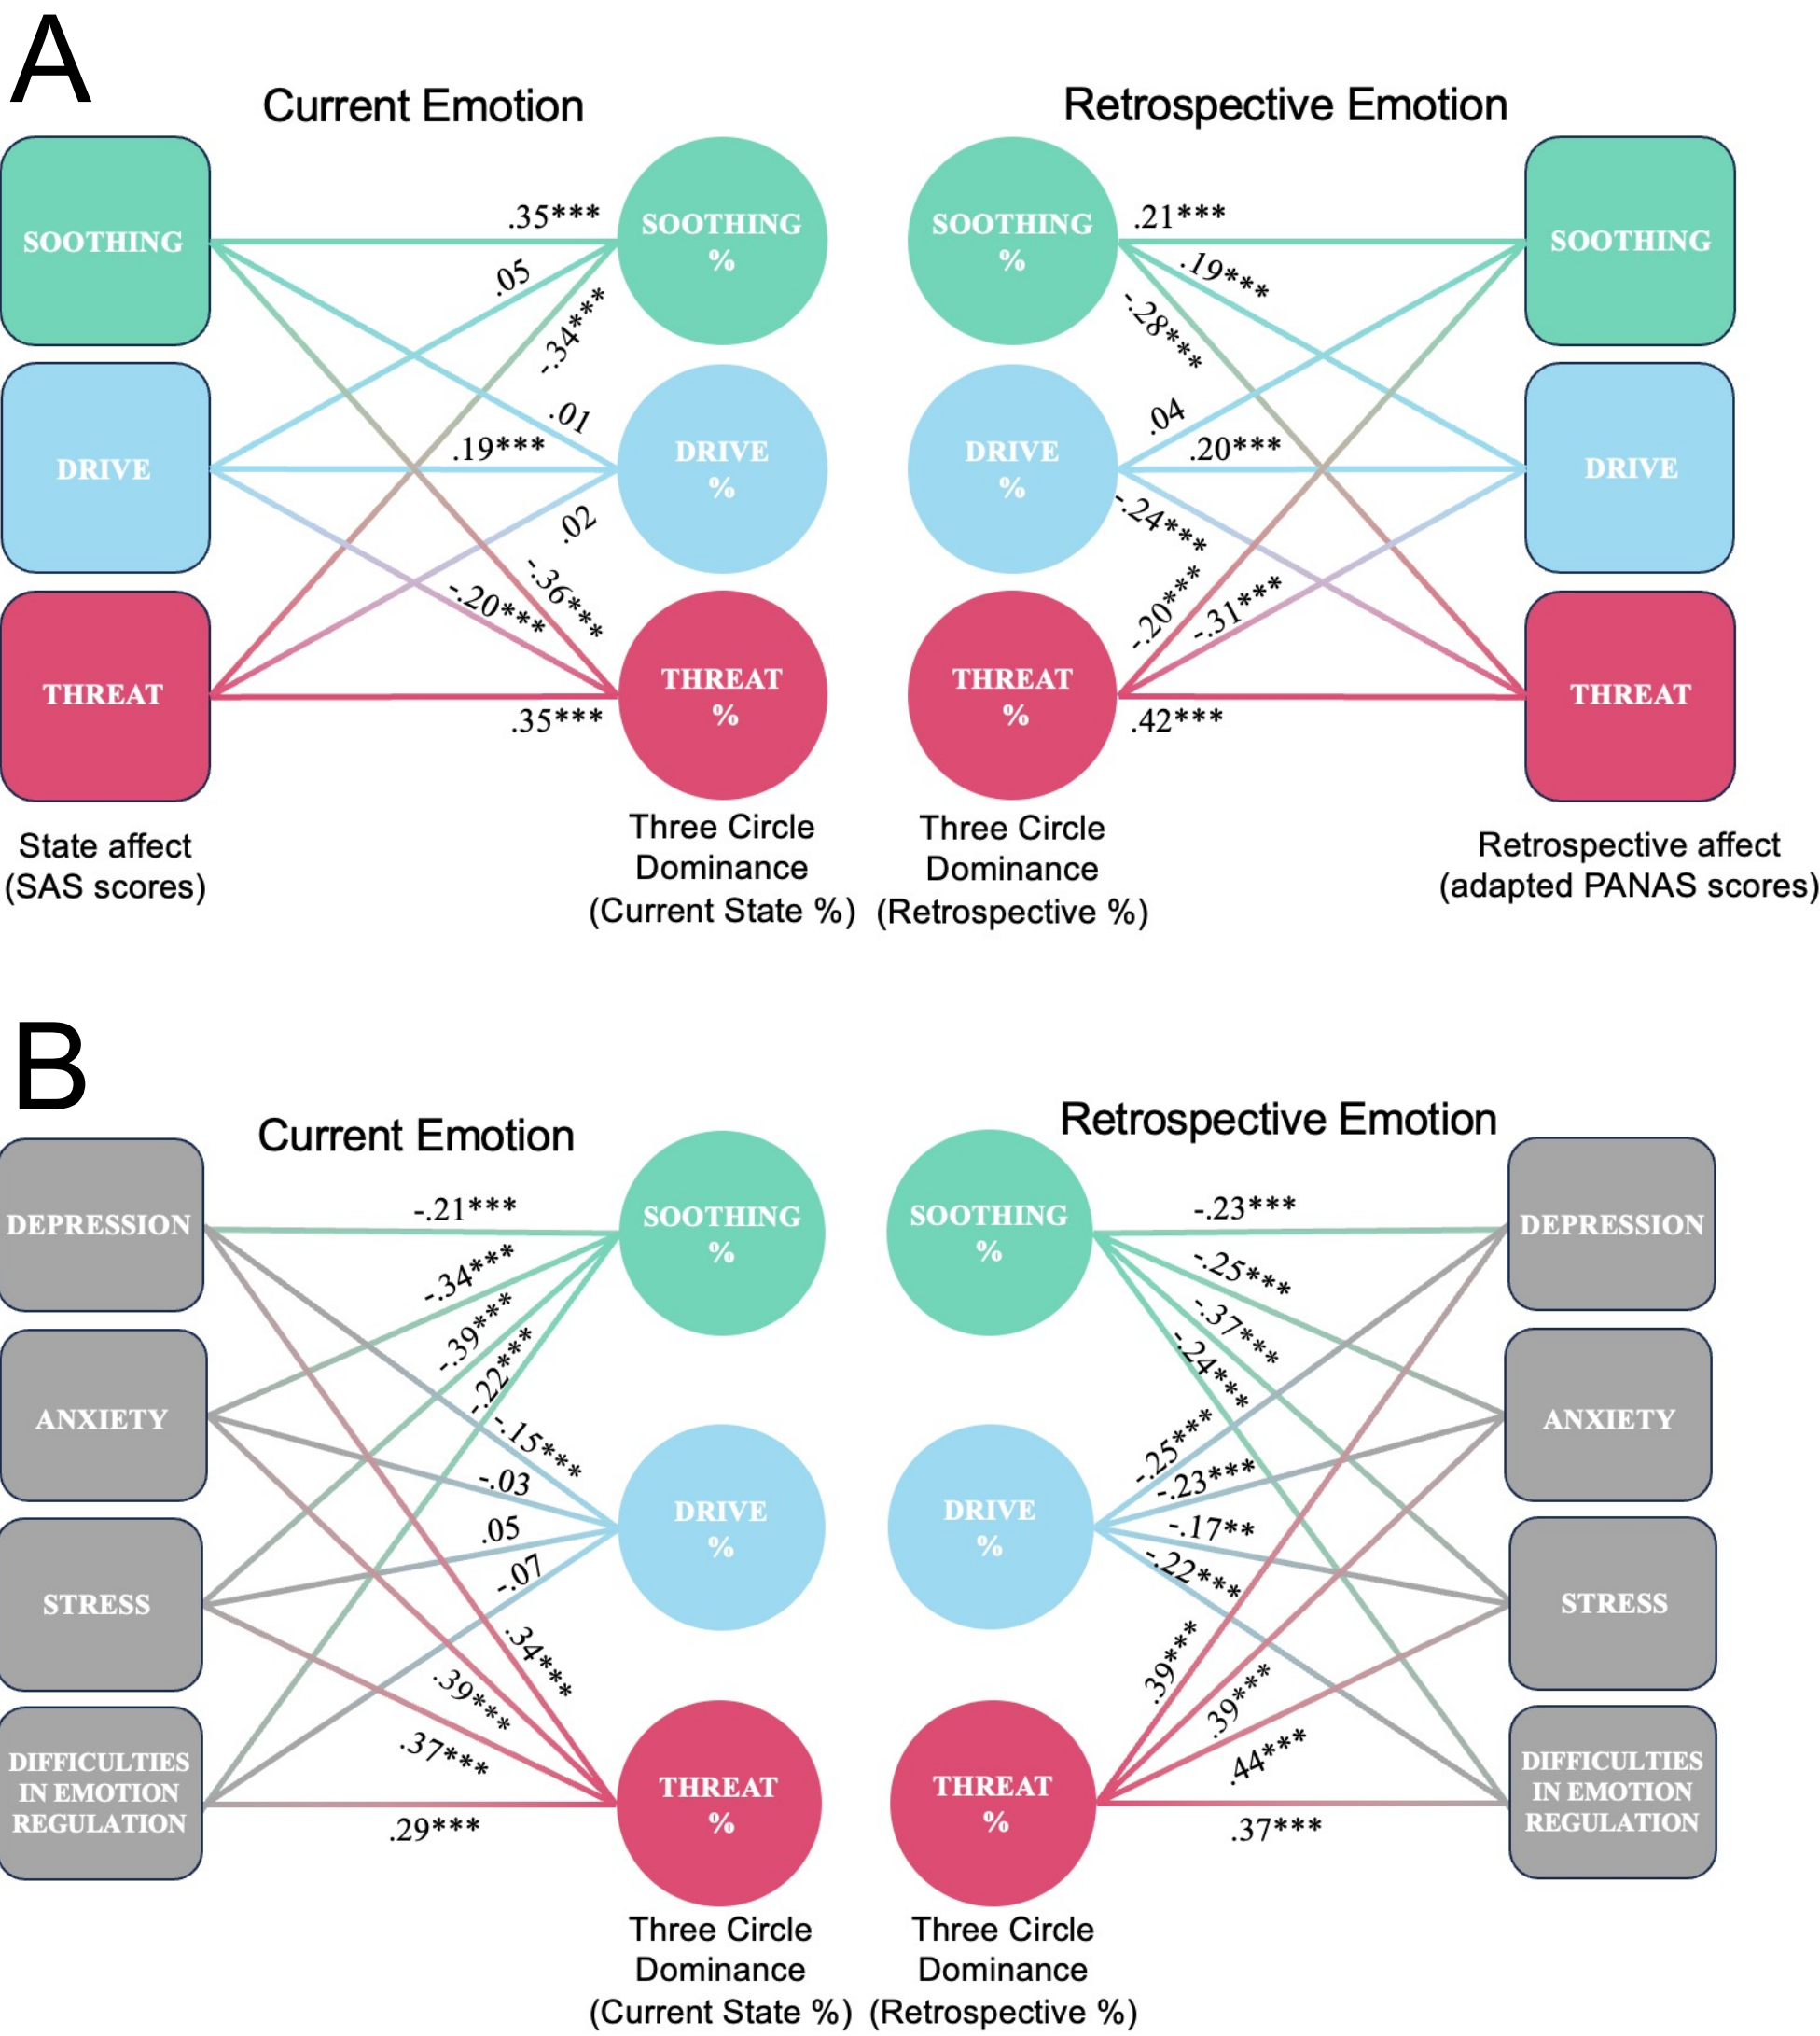 A
Current Emotion
Retrospective Emotion
SOOTHING
.35***
.05
-.34***
SOOTHING
%
SOOTHING
%
.21***
.19***
-.28***
SOOTHING
DRIVE
.01
.19***
.02
DRIVE
%
DRIVE
%
.04
.20***
-.24***
DRIVE
THREAT
-.36***
-.20***
.35***
THREAT
%
THREAT
%
-.20***
-.31***
.42***
THREAT
State affect
(SAS scores)
Three Circle
Dominance
(Current State %)
Three Circle
Dominance
(Retrospective %)
Retrospective affect
(adapted PANAS scores)
B
Current Emotion
Retrospective Emotion
DEPRESSION
ANXIETY
STRESS
DIFFICULTIES
IN EMOTION
REGULATION
-.21***
-.34***
-.39***
-.22***
-.15***
-.03
.05
-.07
.34***
.39***
.37***
.29***
SOOTHING
%
DRIVE
%
THREAT
%
SOOTHING
%
DRIVE
%
THREAT
%
-.23***
-.25***
-.37***
-.24***
-.25***
-.23***
-.17**
-.22***
.39***
.39***
.44***
.37***
DEPRESSION
ANXIETY
STRESS
DIFFICULTIES
IN EMOTION
REGULATION
Three Circle
Dominance
(Current State %)
Three Circle
Dominance
(Retrospective %)